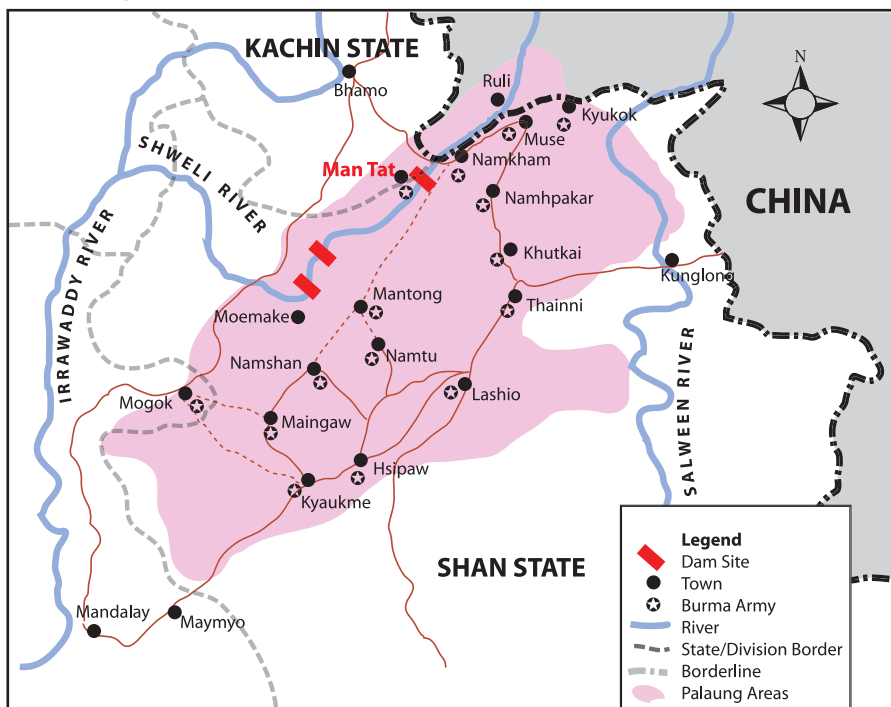 KACHIN STATE
N
Bhamo
Ruli
Kyukok
Muse
Namkham
Man Tat
SHWELI RIVER
Namhpakar
CHINA
IRRAWADDY RIVER
Khutkai
Kunglong
Mantong
Thainni
Moemake
Namtu
Namshan
Lashio
Mogok
Maingaw
SALWEEN RIVER
Hsipaw
Kyaukme
SHAN STATE
Mandalay
Maymyo
Legend
Dam Site
Town
Burma Army
River
State/Division Border
Borderline
Palaung Areas